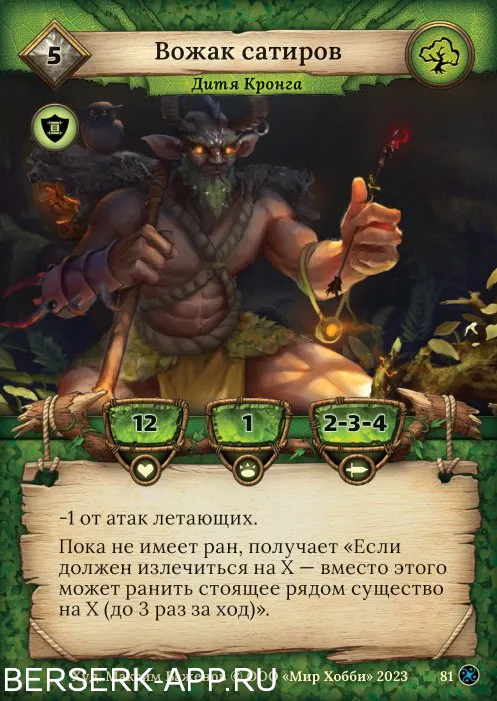 5
Вожак сатиров
Дитя Кронга
12
1
2-3-4
-1 от атак летающих.
Пока не имеет ран, получает «Если
должен излечиться на X — вместо этого
может ранить стоящее рядом существо
на X (до 3 раз за ход)».
© ООО «Мир Хобби» 2023
81
BERSERK-APP.RU